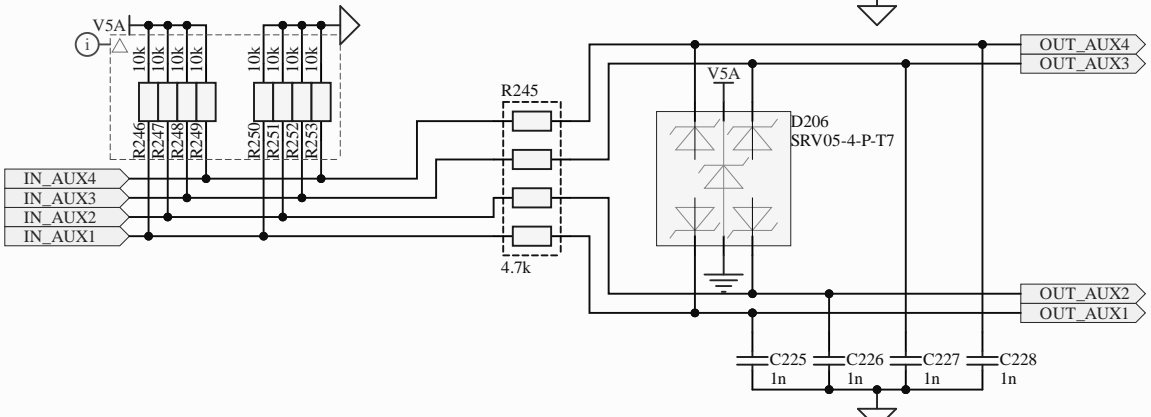 V5A
i
10k
10k
10k
10k
10k
10k
10k
10k
R246
R247
R248
R249
R250
R251
R252
R253
IN_AUX4
IN_AUX3
IN_AUX2
IN_AUX1
R245
4.7k
V5A
D206
SRV05-4-P-T7
OUT_AUX4
OUT_AUX3
OUT_AUX2
OUT_AUX1
C225
1n
C226
1n
C227
1n
C228
1n